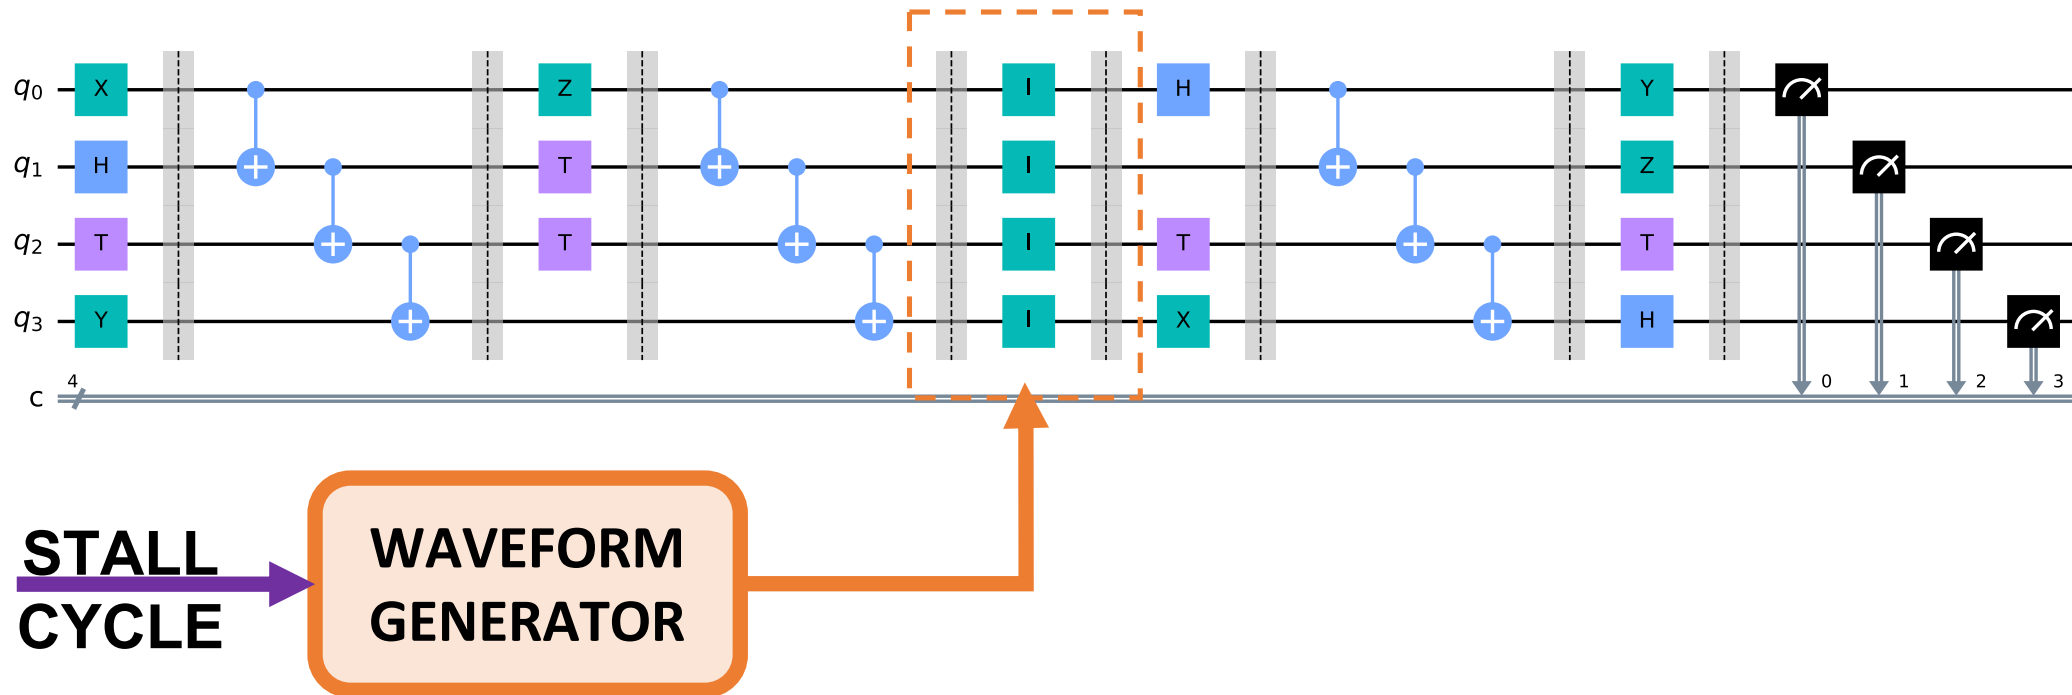 q0 X Z I H Y
q1 H T I Z
q2 T T I T T
q3 Y I X H
c 4 0 1 2 3
STALL
CYCLE
WAVEFORM
GENERATOR